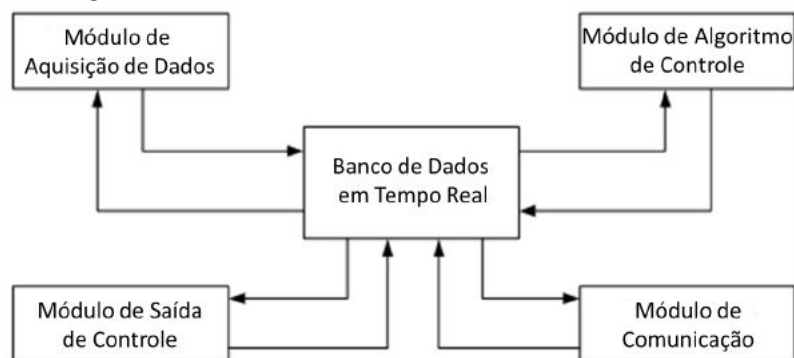 Módulo de
Aquisição de Dados
Módulo de Algoritmo
de Controle
Banco de Dados
em Tempo Real
Módulo de Saída
de Controle
Módulo de
Comunicação